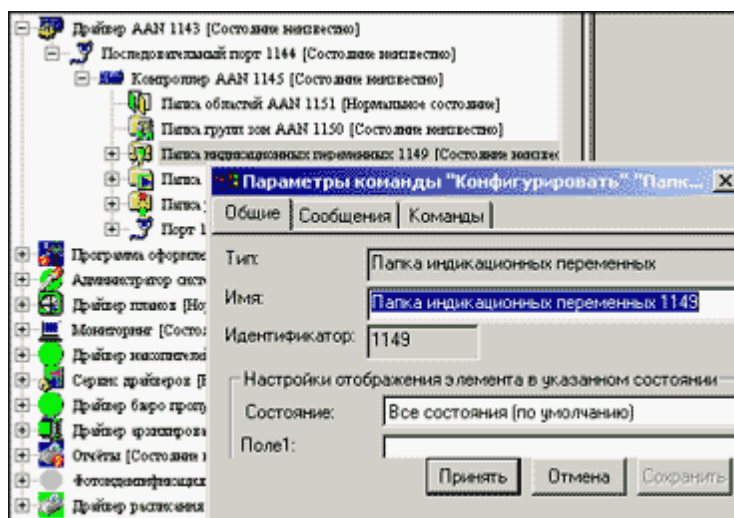 Драйвер AAN 1143 [Состояние неизвестно]
Последовательный порт 1144 [Состояние неизвестно]
Контроллер AAN 1145 [Состояние неизвестно]
Папка областей AAN 1151 [Нормальное состояние]
Папка групп зон AAN 1150 [Состояние неизвестно]
Папка индикационных переменных 1149 [Состояние неизвес
Папка
Папка
Порт 1
Программа оформле
Администратор сист
Драйвер планов [Но
Мониторинг [Состо
Драйвер накопителе
Сервис драйверов [
Драйвер бюро проп
Драйвер архивирова
Отчёты [Состояние
Фотоидентификация
Драйвер расписания
Параметры команды "Конфигурировать" "Папк...
Общие
Сообщения
Команды
Тип:
Папка индикационных переменных
Имя:
Папка индикационных переменных 1149
Идентификатор:
1149
Настройки отображения элемента в указанном состоянии
Состояние:
Все состояния (по умолчанию)
Поле1:
Принять
Отмена
Сохранить